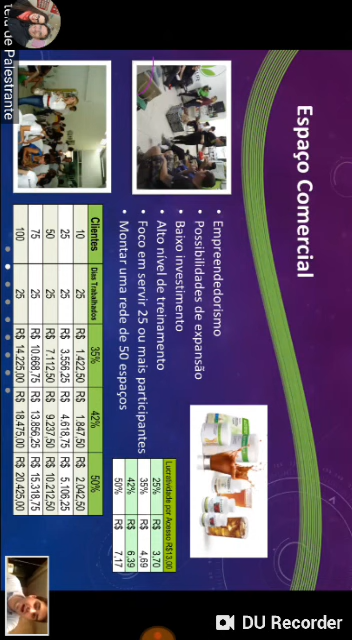 tela de Palestrante
Espaço Comercial
• Empreendedorismo
• Possibilidades de expansão
• Baixo investimento
• Alto nível de treinamento
• Foco em servir 25 ou mais participantes
• Montar uma rede de 50 espaços
Lucratividade por Acesso R$13,00
25% R$ 3,70
35% R$ 4,69
42% R$ 6,39
50% R$ 7,17
Clientes Dias Trabalhados 35% 42% 50%
10 25 R$ 1.422,50 R$ 1.847,50 R$ 2.042,50
25 25 R$ 3.556,25 R$ 4.618,75 R$ 5.106,25
50 25 R$ 7.112,50 R$ 9.237,50 R$ 10.212,50
75 25 R$ 10.668,75 R$ 13.856,25 R$ 15.318,75
100 25 R$ 14.225,00 R$ 18.475,00 R$ 20.425,00
DU Recorder